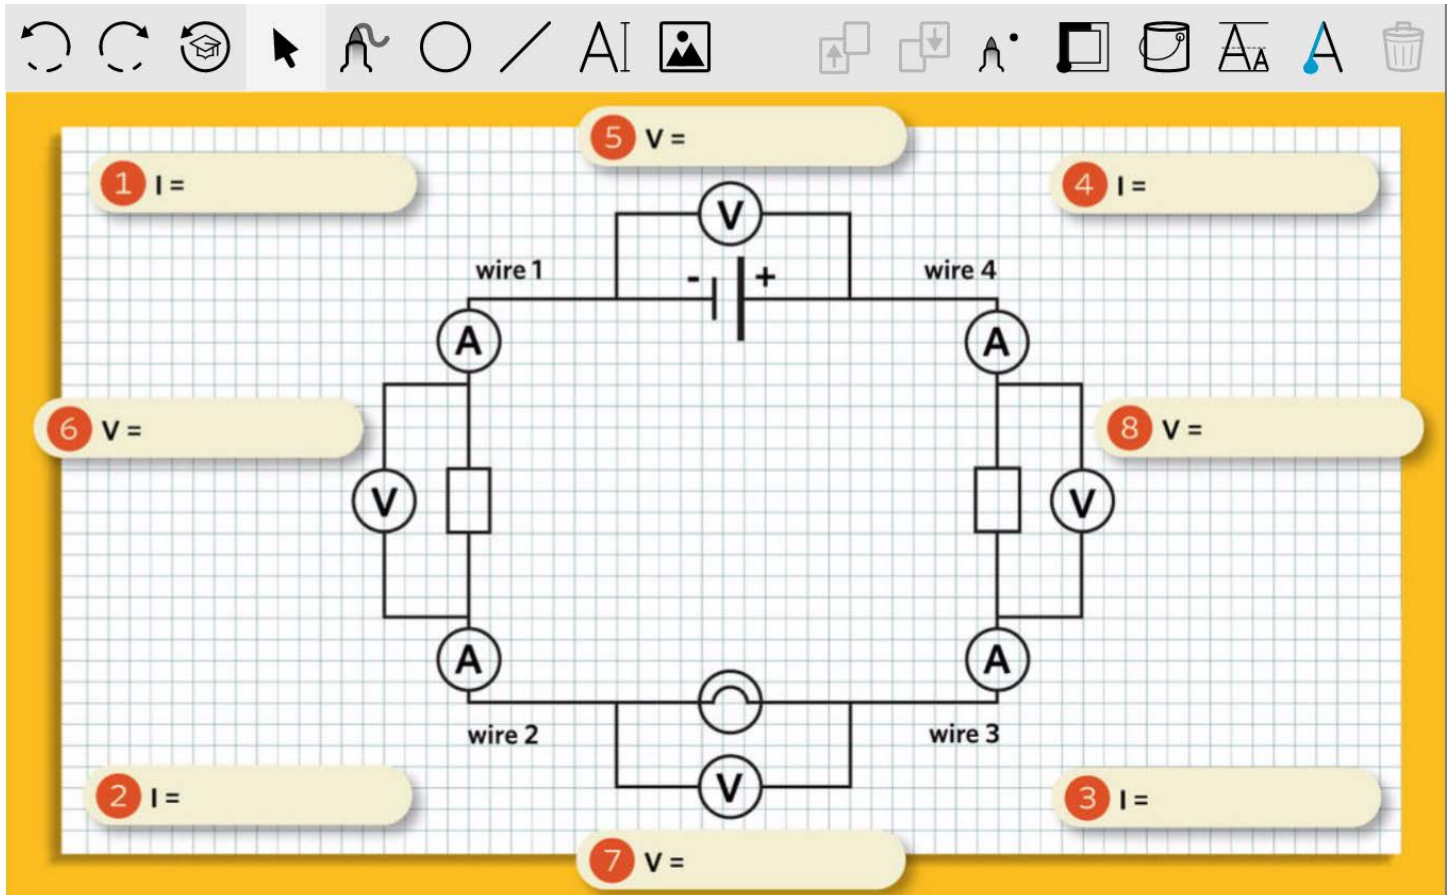 5 V =
1 I =
4 I =
V
wire 1
- +
wire 4
A
A
6 V =
8 V =
V
V
A
A
wire 2
wire 3
V
2 I =
3 I =
7 V =